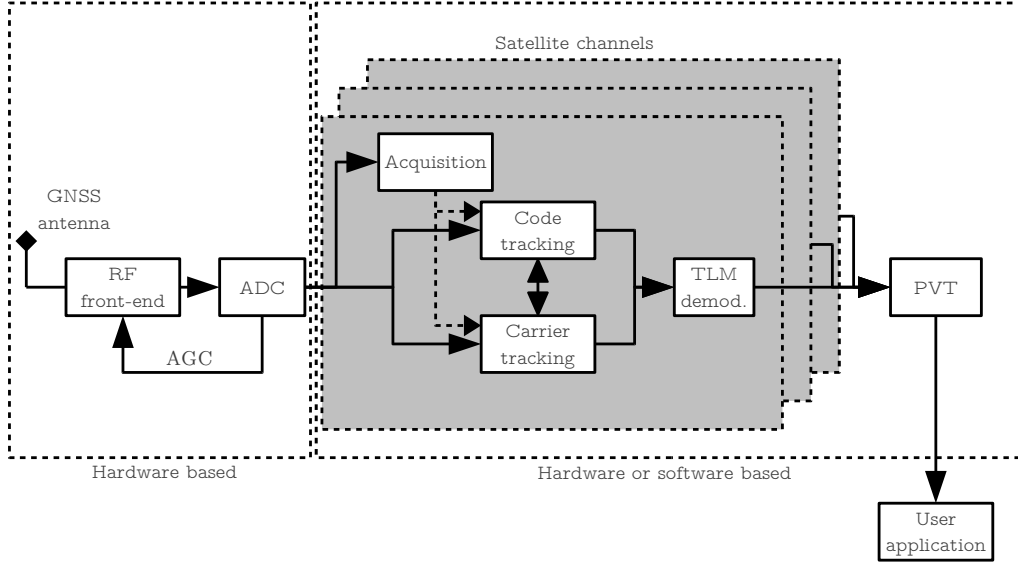 Satellite channels
Acquisition
GNSS
antenna
Code
tracking
RF
front-end
ADC
TLM
demod.
PVT
Carrier
tracking
AGC
Hardware based
Hardware or software based
User
application